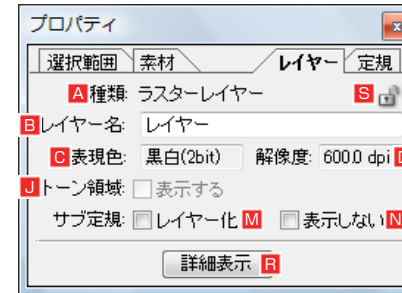 プロパティ x
選択範囲 素材 レイヤー 定規
A 種類: ラスターレイヤー S
B レイヤー名: レイヤー
C 表現色: 黒白(2bit) 解像度: 600.0 dpi D
J トーン領域: 表示する
サブ定規: レイヤー化 M 表示しない N
詳細表示 R